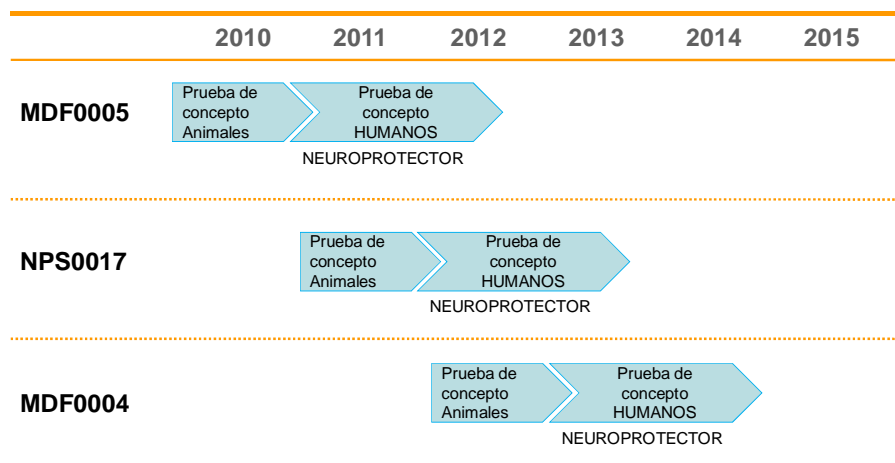 2010 2011 2012 2013 2014 2015
MDF0005
Prueba de
concepto
Animales
Prueba de
concepto
HUMANOS
NEUROPROTECTOR
NPS0017
Prueba de
concepto
Animales
Prueba de
concepto
HUMANOS
NEUROPROTECTOR
MDF0004
Prueba de
concepto
Animales
Prueba de
concepto
HUMANOS
NEUROPROTECTOR